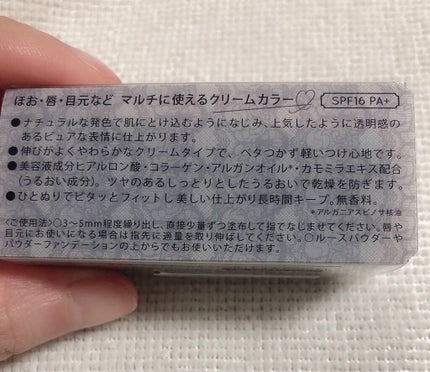 ほお・唇・目元など マルチに使えるクリームカラー♡ SPF16 PA+
●ナチュラルな発色で肌にとけ込むようになじみ、上気したように透明感
のあるピュアな表情に仕上がります。
●伸びがよくやわらかなクリームタイプで、ベタつかず軽いつけ心地です。
●美容液成分ヒアルロン酸・コラーゲン・アルガンオイル*・カモミラエキス配合
(うるおい成分)。ツヤのあるしっとりとしたうるおいで乾燥を防ぎます。
●ひとぬりでピタッとフィットし美しい仕上がり長時間キープ。無香料。
*アルガニアスピノサ核油
<ご使用法>○3〜5mm程度繰り出し、直接少量ずつ塗布して指でなじませてください。唇や
目元にお使いになる場合は指先に適量を取り伸ばしてください。○ルースパウダーや
パウダーファンデーションの上からでもお使いいただけます。